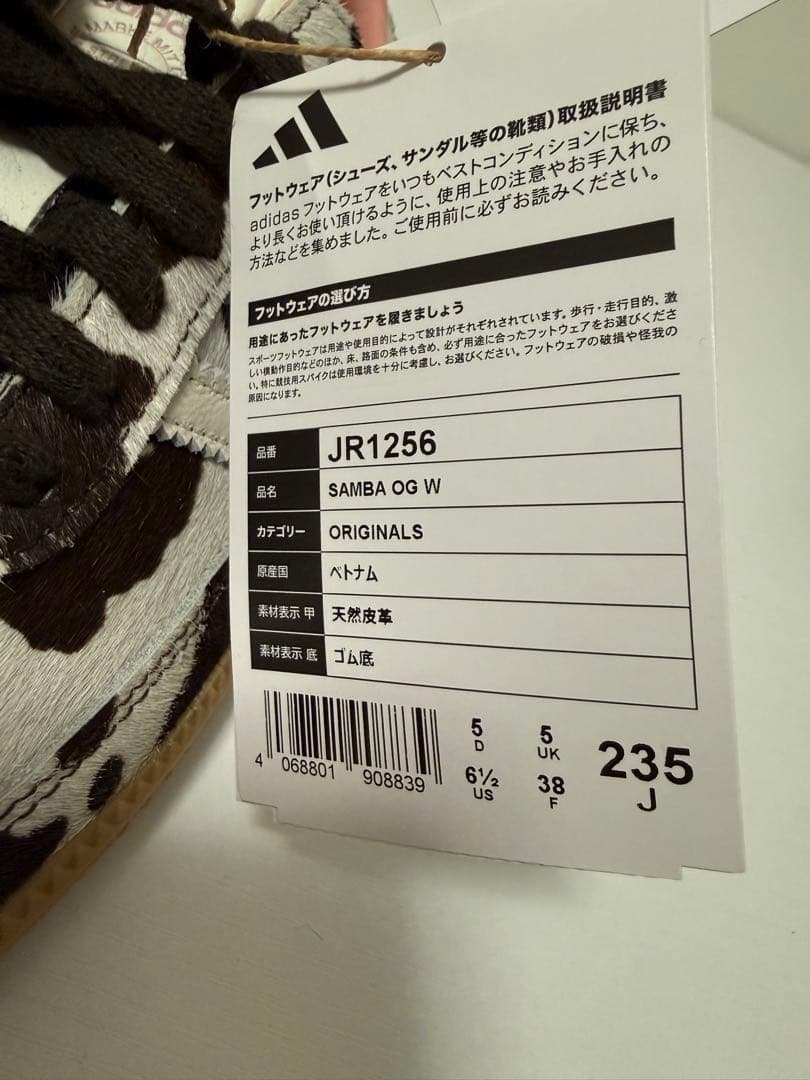 フットウェア(シューズ、サンダル等の靴類)取扱説明書
adidas フットウェアをいつもベストコンディションに保ち、
より長くお使い頂けるように、使用上の注意やお手入れの
方法などを集めました。ご使用前に必ずお読みください。
フットウェアの選び方
用途にあったフットウェアを履きましょう
スポーツフットウェアは用途や使用目的によって設計がそれぞれされています。歩行・走行目的、激
しい横動作目的などのほか、床、路面の条件も含め、必ず用途に合ったフットウェアをお選びくださ
い。特に競技用スパイクは使用環境を十分に考慮し、お選びください。フットウェアの破損や怪我の
原因になります。
品番 JR1256
品名 SAMBA OG W
カテゴリー ORIGINALS
原産国 ベトナム
素材表示 甲 天然皮革
素材表示 底 ゴム底
4 068801 908839
5 D
5 UK
6½ US
38 F
235 J